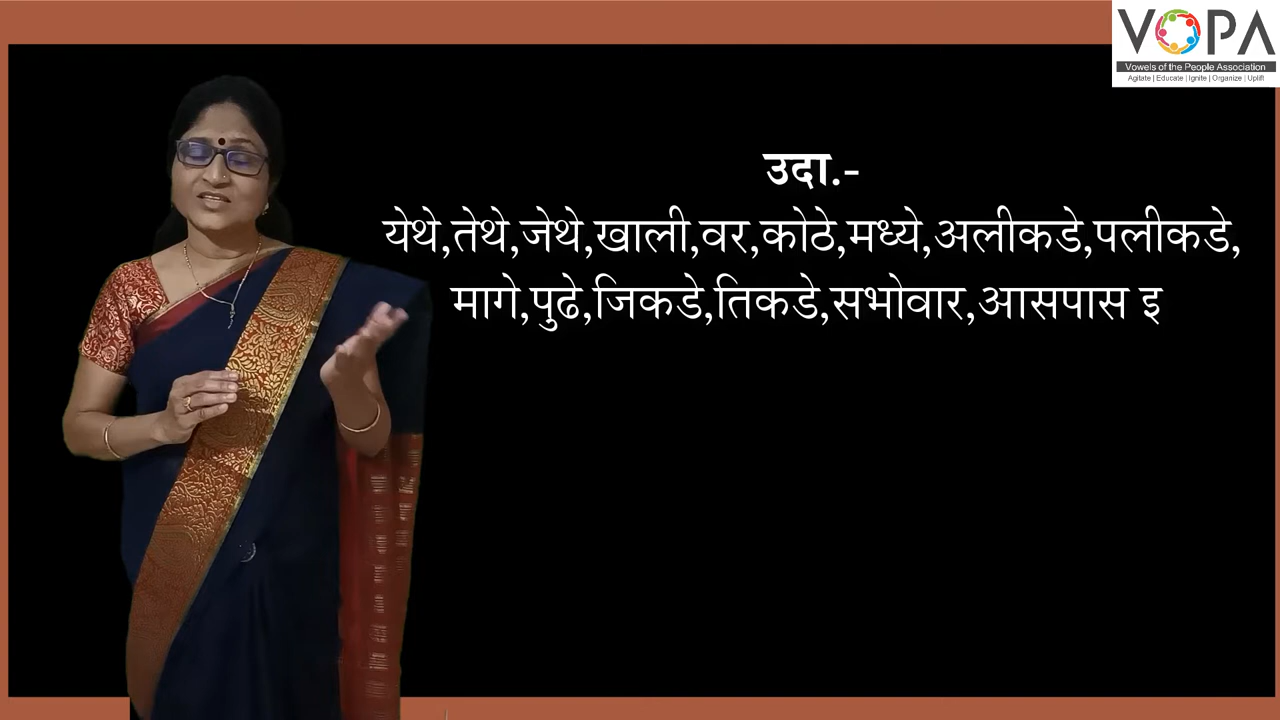 VOPA
Vowels of the People Association
Agitate | Educate | Ignite | Organize | Uplift
उदा.-
येथे,तेथे,जेथे,खाली,वर,कोठे,मध्ये,अलीकडे,पलीकडे,
मागे,पुढे,जिकडे,तिकडे,सभोवार,आसपास इ